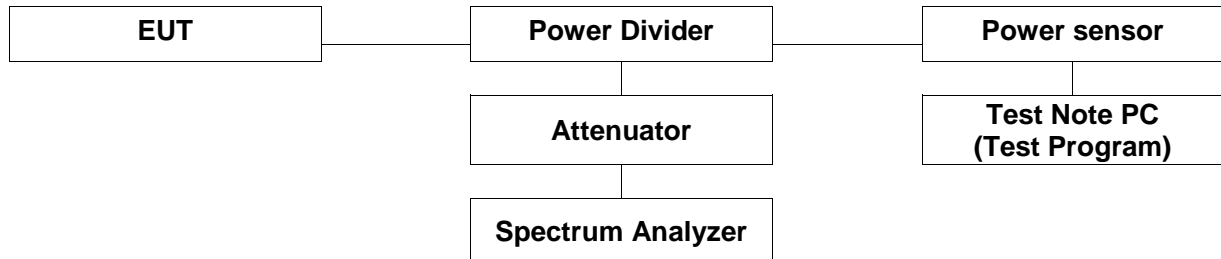 EUT
Power Divider
Power sensor
Attenuator
Test Note PC
(Test Program)
Spectrum Analyzer